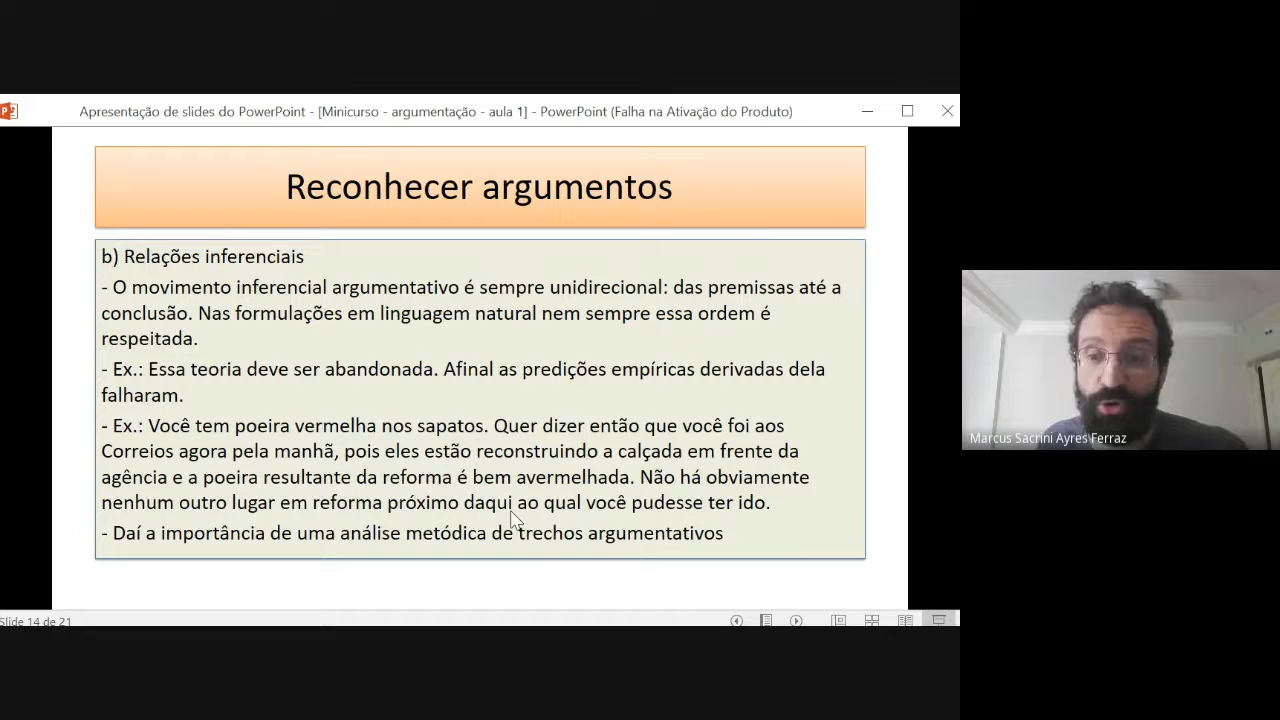 Apresentação de slides do PowerPoint - [Minicurso - argumentação - aula 1] - PowerPoint (Falha na Ativação do Produto)
Reconhecer argumentos
b) Relações inferenciais
- O movimento inferencial argumentativo é sempre unidirecional: das premissas até a
conclusão. Nas formulações em linguagem natural nem sempre essa ordem é
respeitada.
- Ex.: Essa teoria deve ser abandonada. Afinal as predições empíricas derivadas dela
falharam.
- Ex.: Você tem poeira vermelha nos sapatos. Quer dizer então que você foi aos
Correios agora pela manhã, pois eles estão reconstruindo a calçada em frente da
agência e a poeira resultante da reforma é bem avermelhada. Não há obviamente
nenhum outro lugar em reforma próximo daqui ao qual você pudesse ter ido.
- Daí a importância de uma análise metódica de trechos argumentativos
Marcus Sacrini Ayres Ferraz
Slide 14 de 21